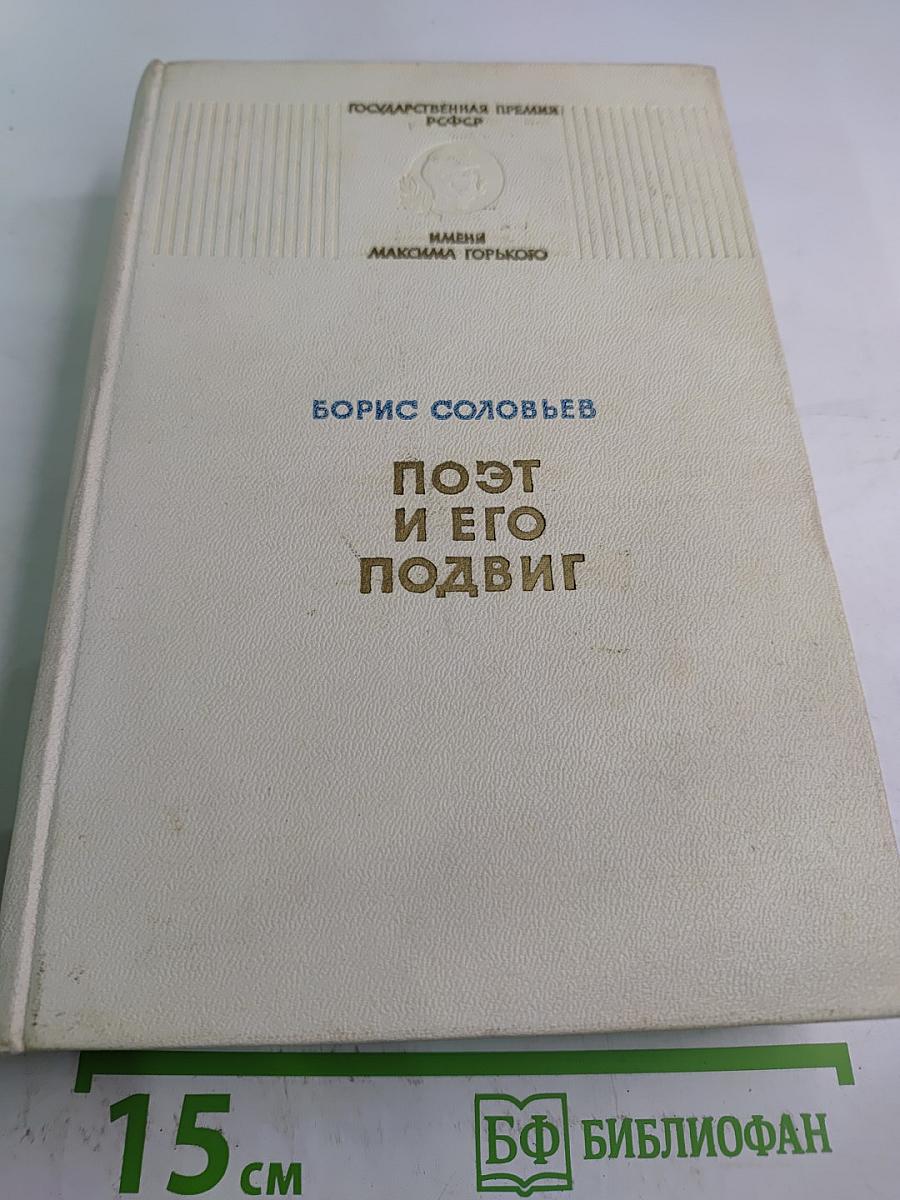 ГОСУДАРСТВЕННАЯ ПРЕМИЯ
РСФСР
ИМЕНИ
МАКСИМА ГОРЬКОГО
БОРИС СОЛОВЬЕВ
ПОЭТ
И ЕГО
ПОДВИГ
15 см
БФ БИБЛИОФАН